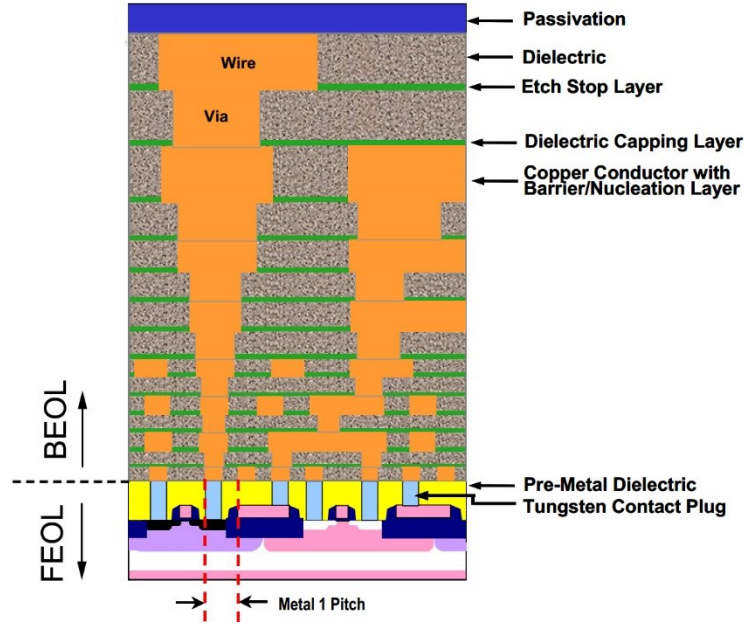 Passivation
Dielectric
Wire
Etch Stop Layer
Via
Dielectric Capping Layer
Copper Conductor with
Barrier/Nucleation Layer
BEOL
Pre-Metal Dielectric
Tungsten Contact Plug
FEOL
Metal 1 Pitch